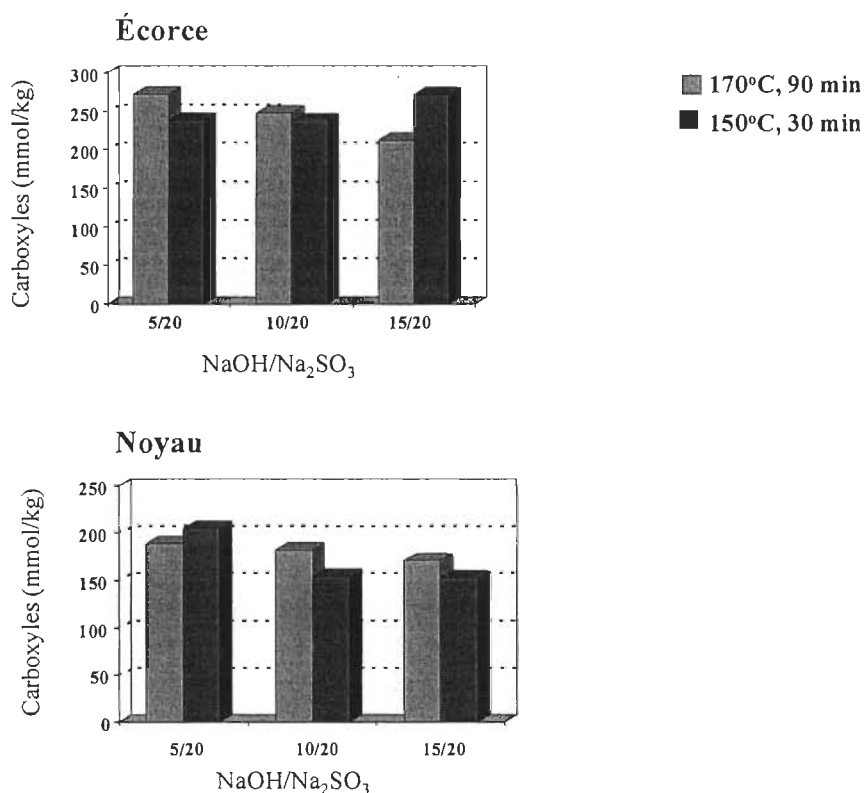 Écorce
Carboxyles (mmol/kg)
300
250
200
150
100
50
0
5/20
10/20
15/20
NaOH/Na₂SO₃
170°C, 90 min
150°C, 30 min
Noyau
Carboxyles (mmol/kg)
250
200
150
100
50
0
5/20
10/20
15/20
NaOH/Na₂SO₃